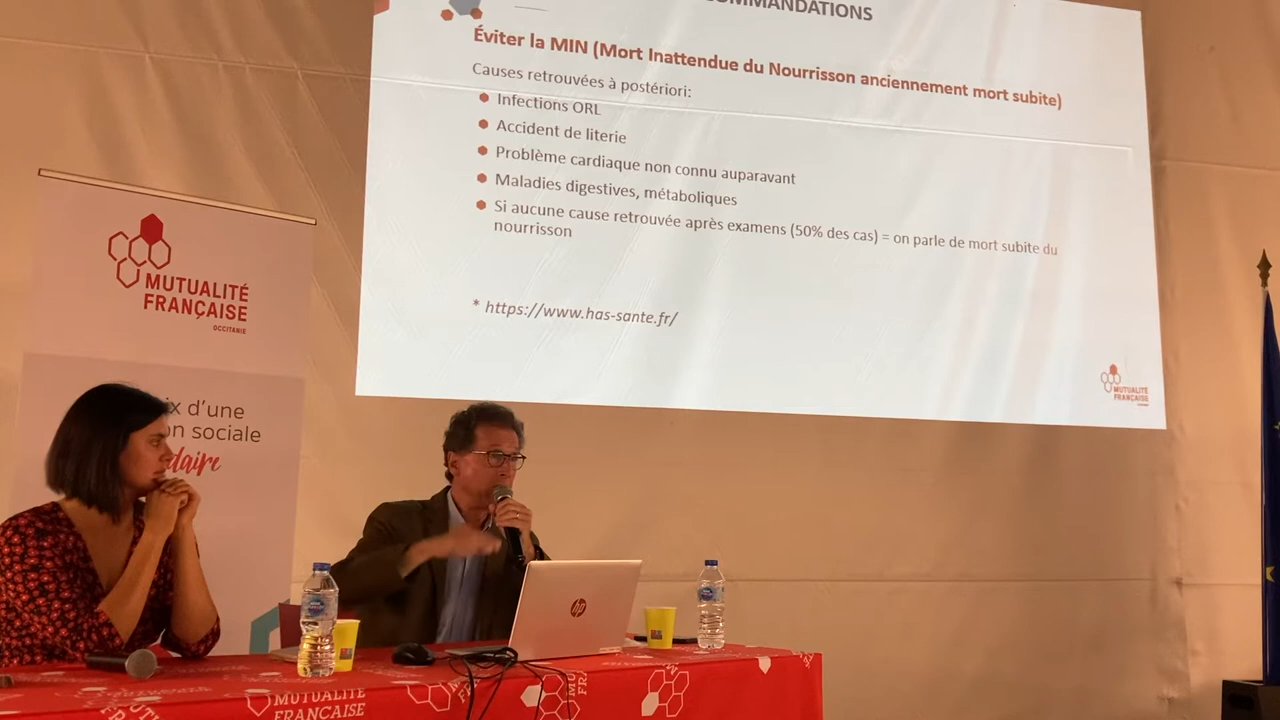 COMMANDATIONS
Éviter la MIN (Mort Inattendue du Nourrisson anciennement mort subite)
Causes retrouvées à postériori:
Infections ORL
Accident de literie
Problème cardiaque non connu auparavant
Maladies digestives, métaboliques
Si aucune cause retrouvée après examens (50% des cas) = on parle de mort subite du
nourrisson
* https://www.has-sante.fr/
MUTUALITÉ
FRANÇAISE
MUTUALITÉ
FRANÇAISE
OCCITANIE
ix d'une
on sociale
daire
hp
MUTUALITÉ
FRANÇAISE